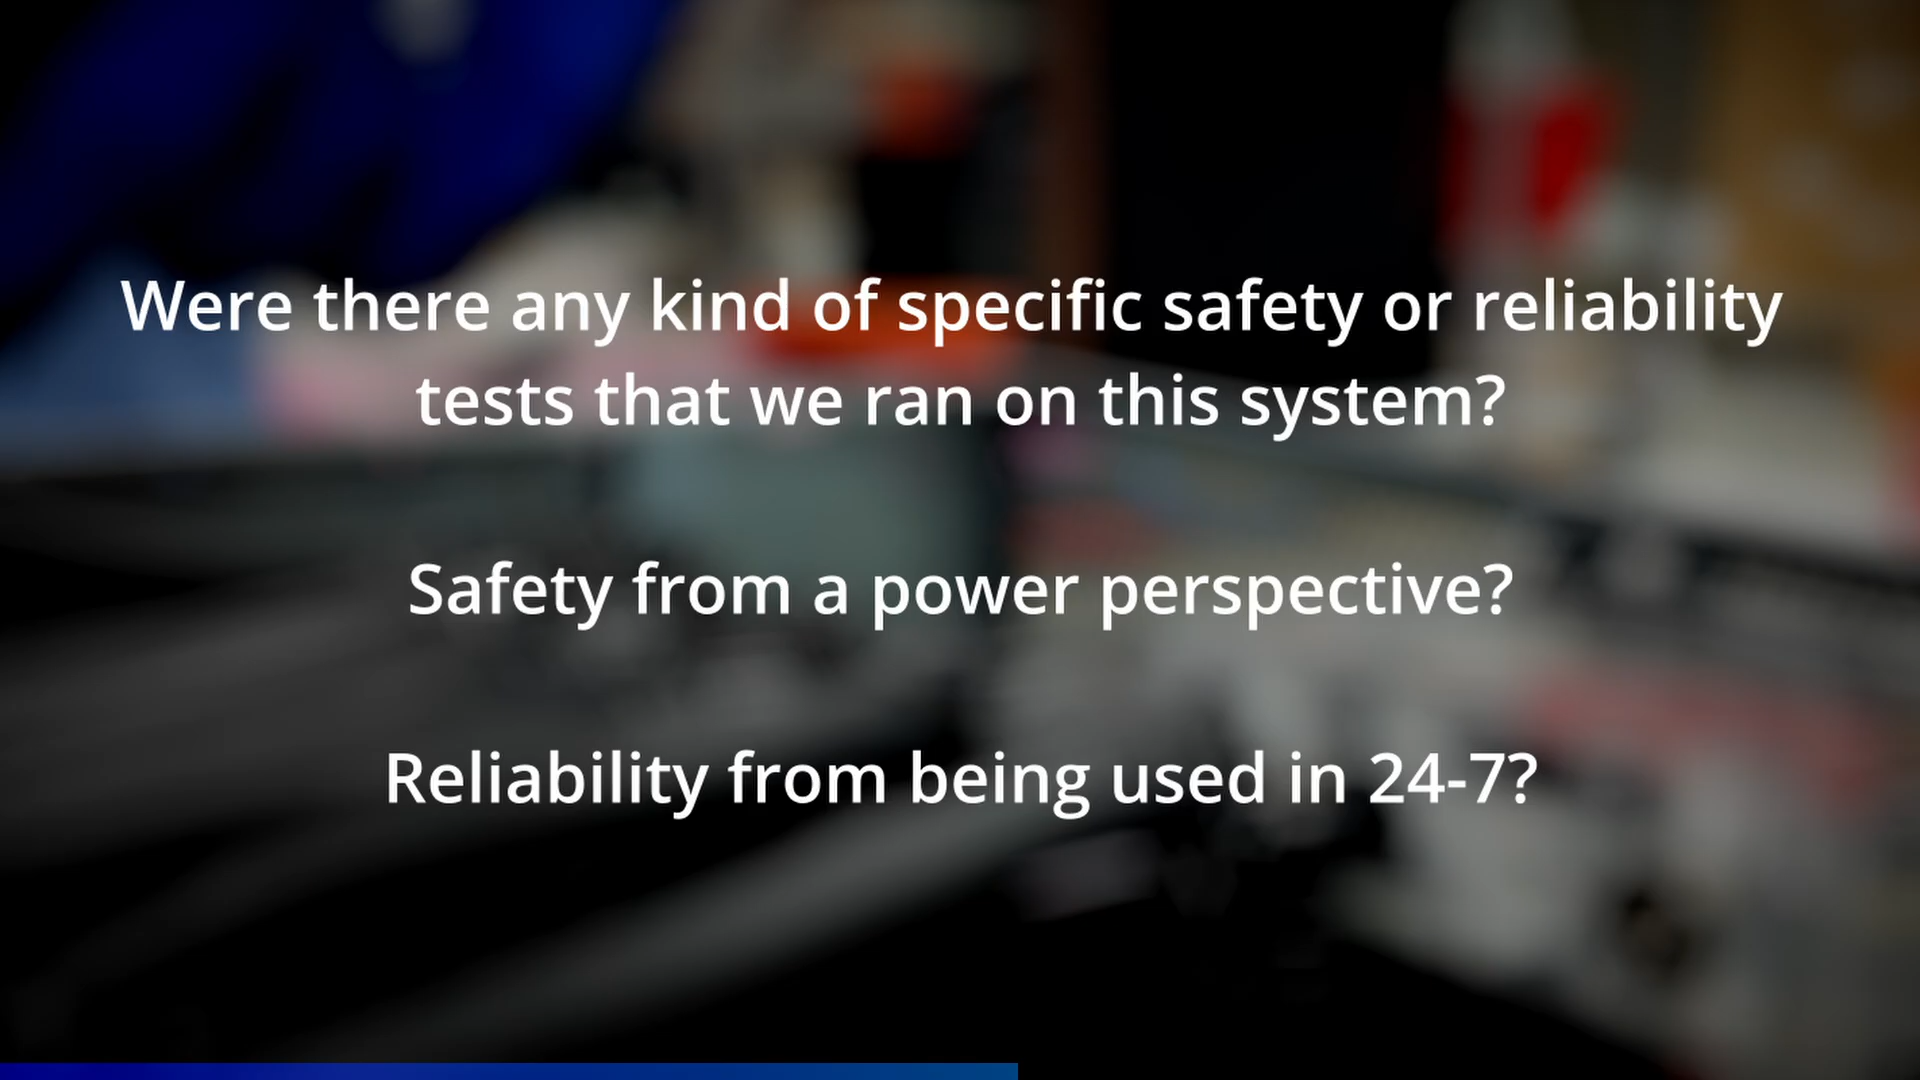 Were there any kind of specific safety or reliability
tests that we ran on this system?
Safety from a power perspective?
Reliability from being used in 24-7?